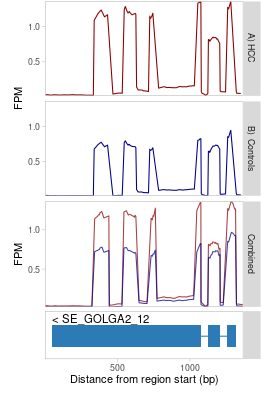 1.0
0.5
FPM
A) HCC
1.0
0.5
B) Controls
1.0
0.5
FPM
Combined
< SE_GOLGA2_12
500
1000
Distance from region start (bp)